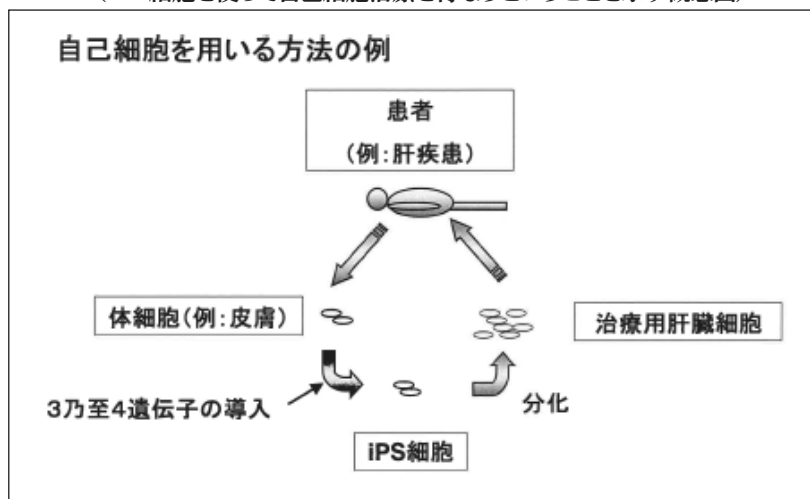 自己細胞を用いる方法の例
患者
(例:肝疾患)
体細胞(例:皮膚)
治療用肝臓細胞
3乃至4遺伝子の導入
分化
iPS細胞